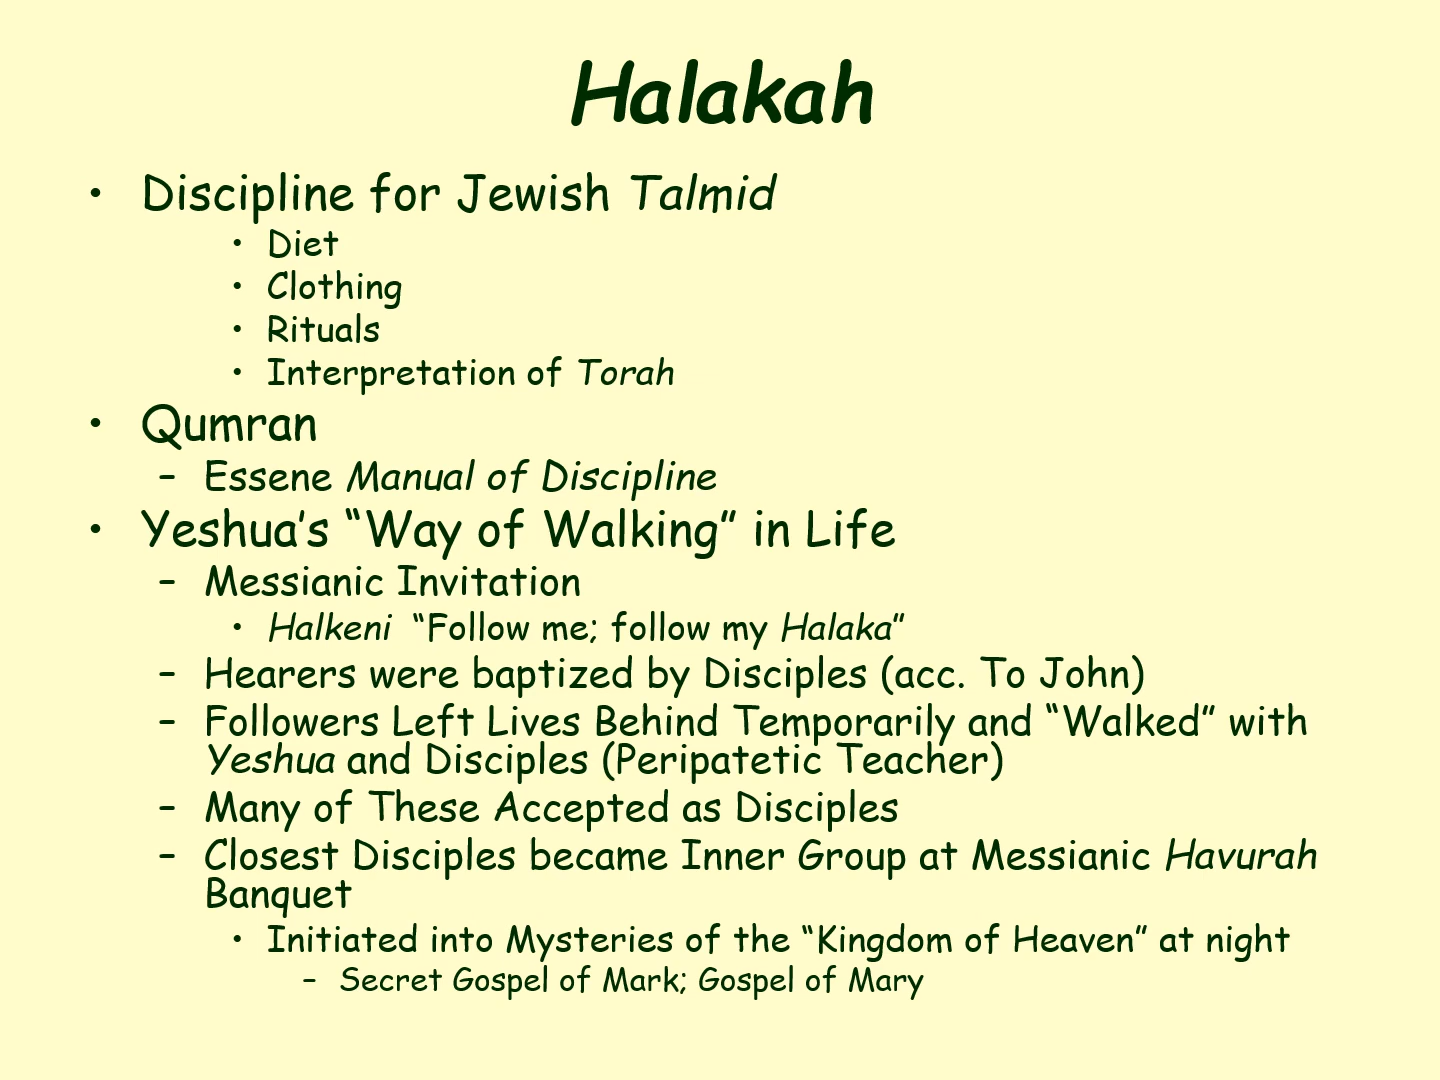 Halakah
• Discipline for Jewish Talmid
• Diet
• Clothing
• Rituals
• Interpretation of Torah
• Qumran
– Essene Manual of Discipline
• Yeshua’s “Way of Walking” in Life
– Messianic Invitation
• Halkeni “Follow me; follow my Halaka”
– Hearers were baptized by Disciples (acc. To John)
– Followers Left Lives Behind Temporarily and “Walked” with
Yeshua and Disciples (Peripatetic Teacher)
– Many of These Accepted as Disciples
– Closest Disciples became Inner Group at Messianic Havurah
Banquet
• Initiated into Mysteries of the “Kingdom of Heaven” at night
– Secret Gospel of Mark; Gospel of Mary